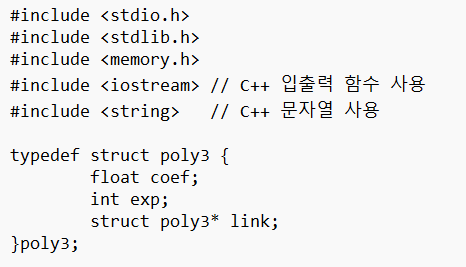 #include <stdio.h>
#include <stdlib.h>
#include <memory.h>
#include <iostream> // C++ 입출력 함수 사용
#include <string>   // C++ 문자열 사용

typedef struct poly3 {
        float coef;
        int exp;
        struct poly3* link;
}poly3;